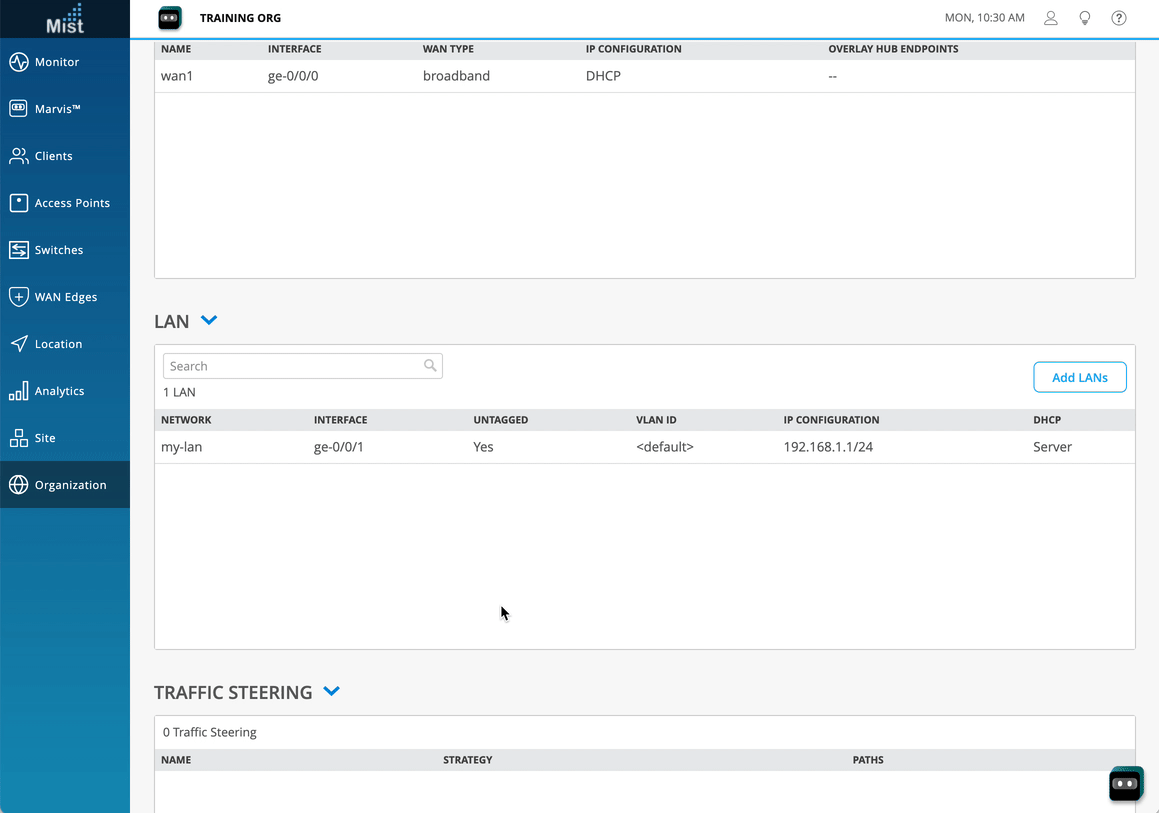 Mist
TRAINING ORG
MON, 10:30 AM
Monitor
Marvis™
Clients
Access Points
Switches
WAN Edges
Location
Analytics
Site
Organization
NAME INTERFACE WAN TYPE IP CONFIGURATION OVERLAY HUB ENDPOINTS
wan1 ge-0/0/0 broadband DHCP --
LAN
Search
Add LANs
1 LAN
NETWORK INTERFACE UNTAGGED VLAN ID IP CONFIGURATION DHCP
my-lan ge-0/0/1 Yes <default> 192.168.1.1/24 Server
TRAFFIC STEERING
0 Traffic Steering
NAME STRATEGY PATHS